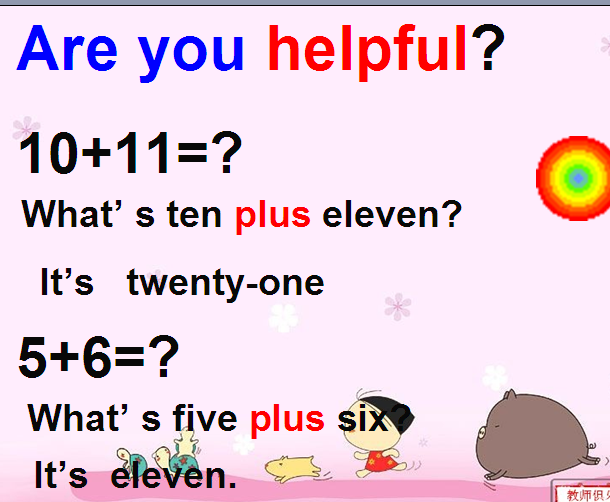 Are you helpful?
10+11=?
What’ s ten plus eleven?
It’s twenty-one
5+6=?
What’ s five plus six?
It’s eleven.
教师